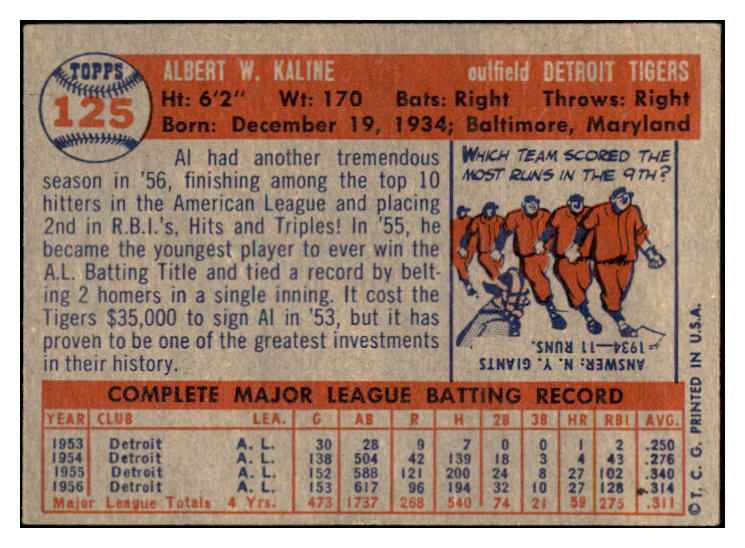 TOPPS
125
ALBERT W. KALINE outfield DETROIT TIGERS
Ht: 6'2" Wt: 170 Bats: Right Throws: Right
Born: December 19, 1934; Baltimore, Maryland
Al had another tremendous
season in '56, finishing among the top 10
hitters in the American League and placing
2nd in R.B.I.'s, Hits and Triples! In '55, he
became the youngest player to ever win the
A.L. Batting Title and tied a record by belt-
ing 2 homers in a single inning. It cost the
Tigers $35,000 to sign Al in '53, but it has
proven to be one of the greatest investments
in their history.
WHICH TEAM SCORED THE
MOST RUNS IN THE 9TH?
ANSWER: N. Y. GIANTS
=1934—11 RUNS.
COMPLETE MAJOR LEAGUE BATTING RECORD
YEAR CLUB LEA. G AB R H 2B 3B HR RBI AVG.
1953 Detroit A. L. 30 28 9 7 0 0 1 2 .250
1954 Detroit A. L. 138 504 42 139 18 3 4 43 .276
1955 Detroit A. L. 152 588 121 200 24 8 27 102 .340
1956 Detroit A. L. 153 617 96 194 32 10 27 128 .314
Major League Totals 4 Yrs. 473 1737 268 540 74 21 59 275 .311
©T. C. G. PRINTED IN U.S.A.